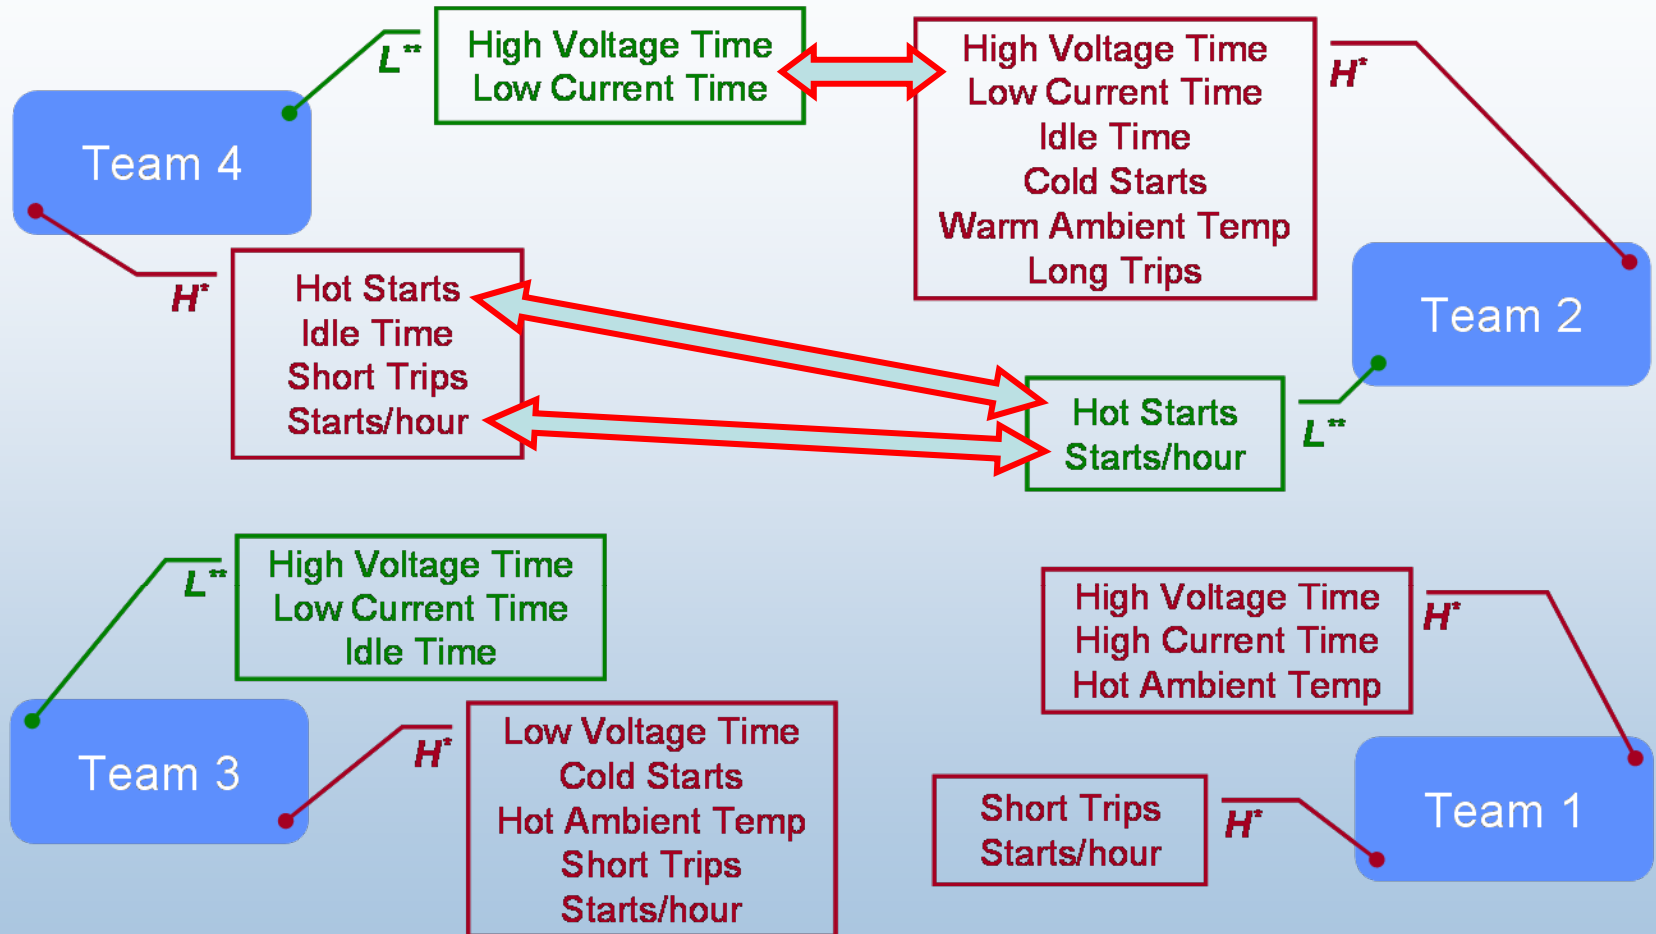 L**
High Voltage Time
Low Current Time
Team 4
H*
Hot Starts
Idle Time
Short Trips
Starts/hour
High Voltage Time
Low Current Time
Idle Time
Cold Starts
Warm Ambient Temp
Long Trips
H*
Team 2
Hot Starts
Starts/hour
L**
L**
High Voltage Time
Low Current Time
Idle Time
Team 3
H*
Low Voltage Time
Cold Starts
Hot Ambient Temp
Short Trips
Starts/hour
High Voltage Time
High Current Time
Hot Ambient Temp
H*
Short Trips
Starts/hour
H*
Team 1